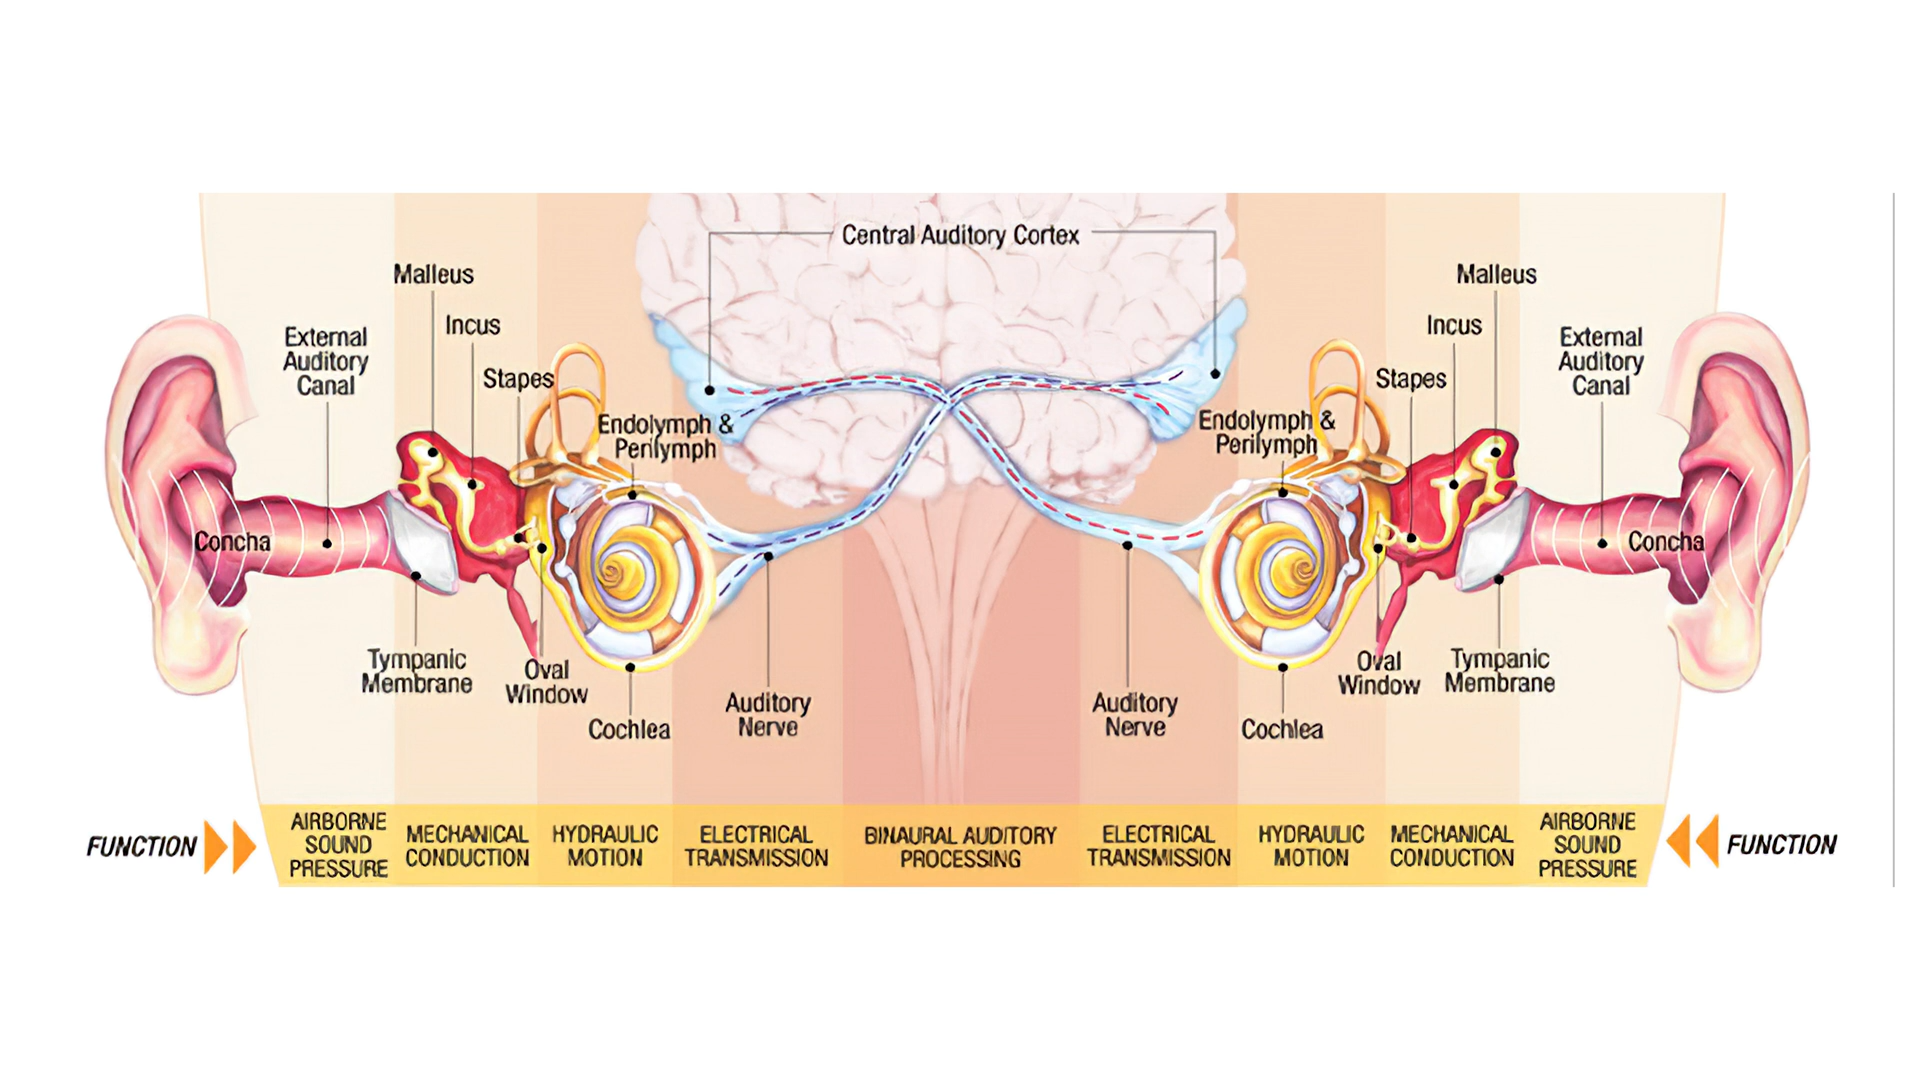 Central Auditory Cortex
Malleus
Incus
External
Auditory
Canal
Stapes
Endolymph &
Perilymph
Concha
Tympanic
Membrane
Oval
Window
Cochlea
Auditory
Nerve
Malleus
Incus
External
Auditory
Canal
Stapes
Endolymph &
Perilymph
Concha
Auditory
Nerve
Cochlea
Oval
Window
Tympanic
Membrane
FUNCTION
AIRBORNE
SOUND
PRESSURE
MECHANICAL
CONDUCTION
HYDRAULIC
MOTION
ELECTRICAL
TRANSMISSION
BINAURAL AUDITORY
PROCESSING
ELECTRICAL
TRANSMISSION
HYDRAULIC
MOTION
MECHANICAL
CONDUCTION
AIRBORNE
SOUND
PRESSURE
FUNCTION